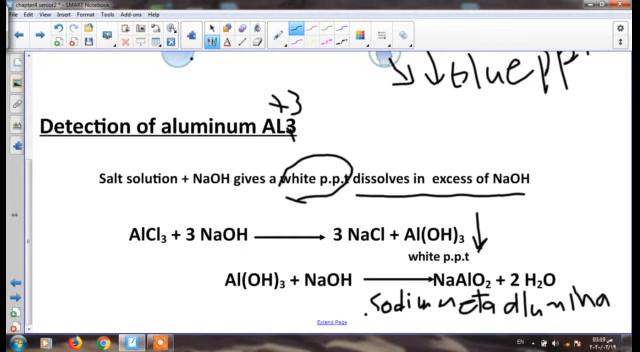 chapter4 senior2 * - SMART Notebook
File Edit View Insert Format Tools Add-ons Help
↓ ↓ blue pp
+3
Detection of aluminum AL3
Salt solution + NaOH gives a white p.p.t dissolves in excess of NaOH
AlCl₃ + 3 NaOH ⟶ 3 NaCl + Al(OH)₃ ↓
white p.p.t
Al(OH)₃ + NaOH ⟶ NaAlO₂ + 2 H₂O
.sodium meta alumina
Extend Page
EN